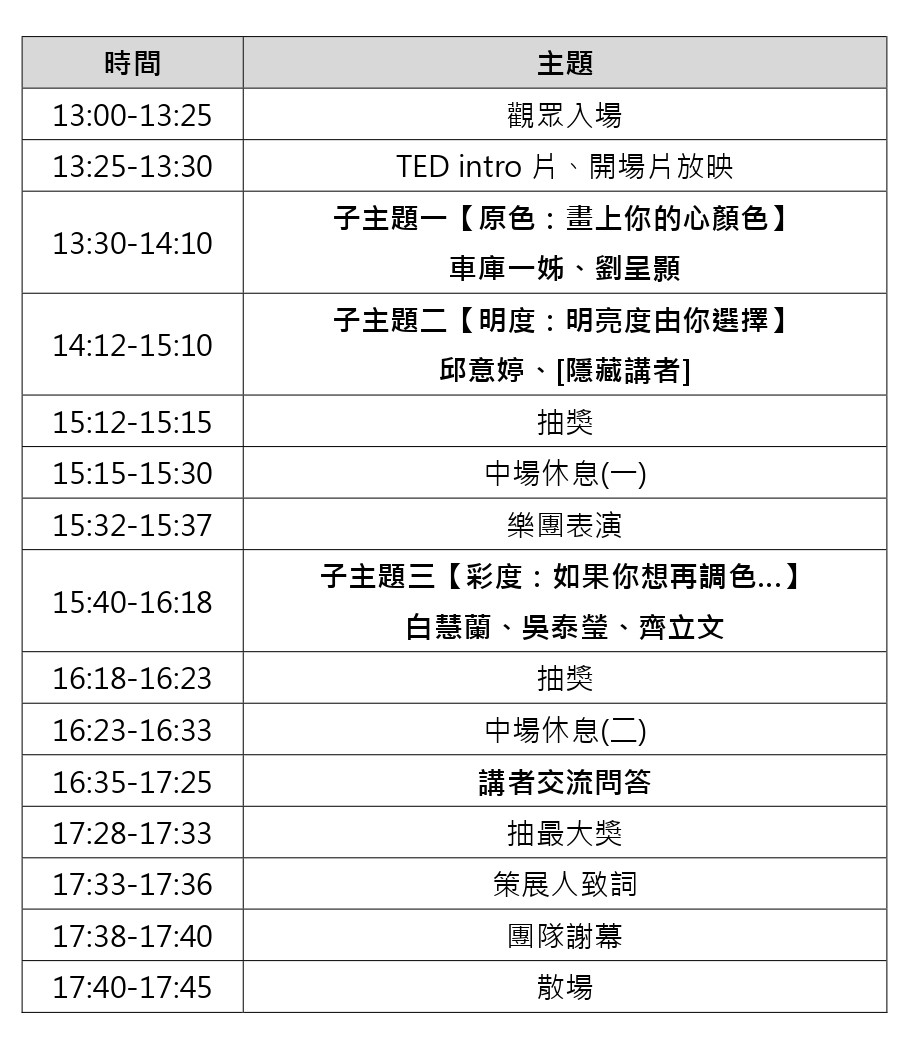 時間 主題
13:00-13:25 觀眾入場
13:25-13:30 TED intro 片、開場片放映
13:30-14:10 子主題一【原色：畫上你的心顏色】
車庫一姊、劉呈顥
14:12-15:10 子主題二【明度：明亮度由你選擇】
邱意婷、[隱藏講者]
15:12-15:15 抽獎
15:15-15:30 中場休息(一)
15:32-15:37 樂團表演
15:40-16:18 子主題三【彩度：如果你想再調色...】
白慧蘭、吳泰瑩、齊立文
16:18-16:23 抽獎
16:23-16:33 中場休息(二)
16:35-17:25 講者交流問答
17:28-17:33 抽最大獎
17:33-17:36 策展人致詞
17:38-17:40 團隊謝幕
17:40-17:45 散場